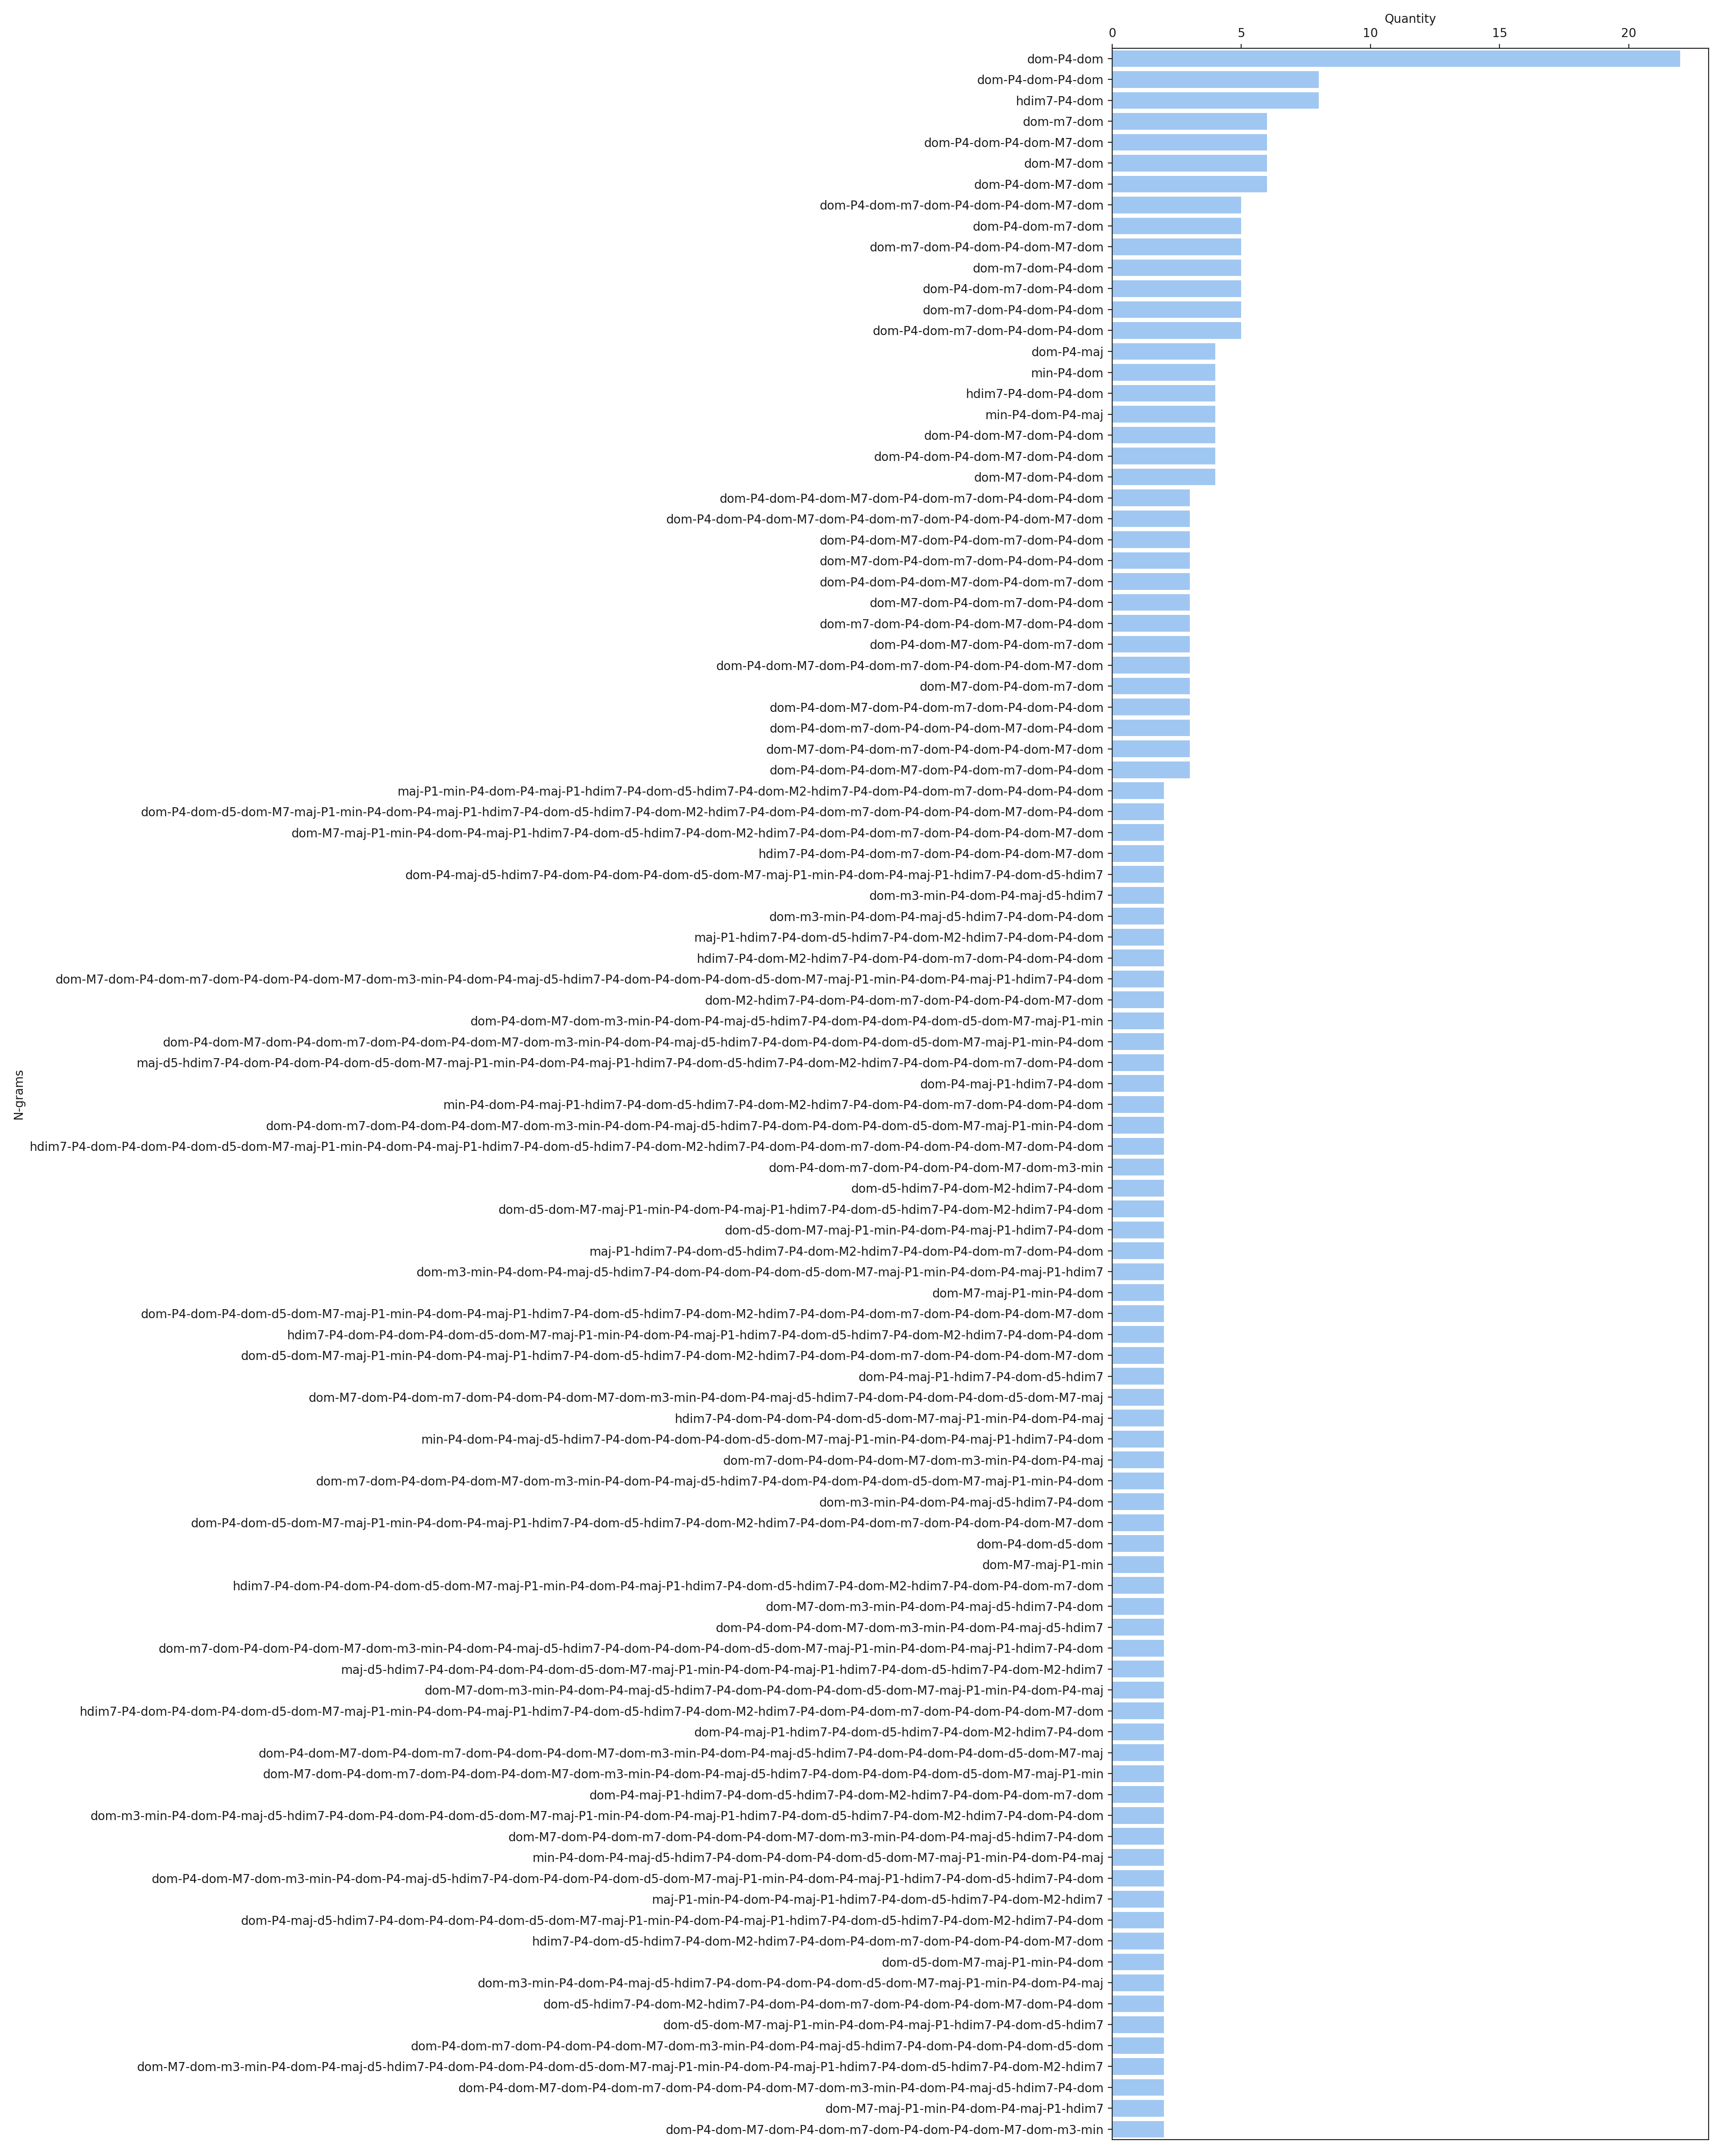 Quantity
0 5 10 15 20
dom-P4-dom
dom-P4-dom-P4-dom
hdim7-P4-dom
dom-m7-dom
dom-P4-dom-P4-dom-M7-dom
dom-M7-dom
dom-P4-dom-M7-dom
dom-P4-dom-m7-dom-P4-dom-P4-dom-M7-dom
dom-P4-dom-m7-dom
dom-m7-dom-P4-dom-P4-dom-M7-dom
dom-m7-dom-P4-dom
dom-P4-dom-m7-dom-P4-dom
dom-m7-dom-P4-dom-P4-dom
dom-P4-dom-m7-dom-P4-dom-P4-dom
dom-P4-maj
min-P4-dom
hdim7-P4-dom-P4-dom
min-P4-dom-P4-maj
dom-P4-dom-M7-dom-P4-dom
dom-P4-dom-P4-dom-M7-dom-P4-dom
dom-M7-dom-P4-dom
dom-P4-dom-P4-dom-M7-dom-P4-dom-m7-dom-P4-dom-P4-dom
dom-P4-dom-P4-dom-M7-dom-P4-dom-m7-dom-P4-dom-P4-dom-M7-dom
dom-P4-dom-M7-dom-P4-dom-m7-dom-P4-dom
dom-M7-dom-P4-dom-m7-dom-P4-dom-P4-dom
dom-P4-dom-P4-dom-M7-dom-P4-dom-m7-dom
dom-M7-dom-P4-dom-m7-dom-P4-dom
dom-m7-dom-P4-dom-P4-dom-M7-dom-P4-dom
dom-P4-dom-M7-dom-P4-dom-m7-dom
dom-P4-dom-M7-dom-P4-dom-m7-dom-P4-dom-P4-dom-M7-dom
dom-M7-dom-P4-dom-m7-dom
dom-P4-dom-M7-dom-P4-dom-m7-dom-P4-dom-P4-dom
dom-P4-dom-m7-dom-P4-dom-P4-dom-M7-dom-P4-dom
dom-M7-dom-P4-dom-m7-dom-P4-dom-P4-dom-M7-dom
dom-P4-dom-P4-dom-M7-dom-P4-dom-m7-dom-P4-dom
maj-P1-min-P4-dom-P4-maj-P1-hdim7-P4-dom-d5-hdim7-P4-dom-M2-hdim7-P4-dom-P4-dom-m7-dom-P4-dom-P4-dom
dom-P4-dom-d5-dom-M7-maj-P1-min-P4-dom-P4-maj-P1-hdim7-P4-dom-d5-hdim7-P4-dom-M2-hdim7-P4-dom-P4-dom-m7-dom-P4-dom-P4-dom-M7-dom-P4-dom
dom-M7-maj-P1-min-P4-dom-P4-maj-P1-hdim7-P4-dom-d5-hdim7-P4-dom-M2-hdim7-P4-dom-P4-dom-m7-dom-P4-dom-P4-dom-M7-dom
hdim7-P4-dom-P4-dom-m7-dom-P4-dom-P4-dom-M7-dom
dom-P4-maj-d5-hdim7-P4-dom-P4-dom-P4-dom-d5-dom-M7-maj-P1-min-P4-dom-P4-maj-P1-hdim7-P4-dom-d5-hdim7
dom-m3-min-P4-dom-P4-maj-d5-hdim7
dom-m3-min-P4-dom-P4-maj-d5-hdim7-P4-dom-P4-dom
maj-P1-hdim7-P4-dom-d5-hdim7-P4-dom-M2-hdim7-P4-dom-P4-dom
hdim7-P4-dom-M2-hdim7-P4-dom-P4-dom-m7-dom-P4-dom-P4-dom
dom-M7-dom-P4-dom-m7-dom-P4-dom-P4-dom-M7-dom-m3-min-P4-dom-P4-maj-d5-hdim7-P4-dom-P4-dom-P4-dom-d5-dom-M7-maj-P1-min-P4-dom-P4-maj-P1-hdim7-P4-dom
dom-M2-hdim7-P4-dom-P4-dom-m7-dom-P4-dom-P4-dom-M7-dom
dom-P4-dom-M7-dom-m3-min-P4-dom-P4-maj-d5-hdim7-P4-dom-P4-dom-P4-dom-d5-dom-M7-maj-P1-min
dom-P4-dom-M7-dom-P4-dom-m7-dom-P4-dom-P4-dom-M7-dom-m3-min-P4-dom-P4-maj-d5-hdim7-P4-dom-P4-dom-P4-dom-d5-dom-M7-maj-P1-min-P4-dom
maj-d5-hdim7-P4-dom-P4-dom-P4-dom-d5-dom-M7-maj-P1-min-P4-dom-P4-maj-P1-hdim7-P4-dom-d5-hdim7-P4-dom-M2-hdim7-P4-dom-P4-dom-m7-dom-P4-dom
dom-P4-maj-P1-hdim7-P4-dom
N-grams
min-P4-dom-P4-maj-P1-hdim7-P4-dom-d5-hdim7-P4-dom-M2-hdim7-P4-dom-P4-dom-m7-dom-P4-dom-P4-dom
dom-P4-dom-m7-dom-P4-dom-P4-dom-M7-dom-m3-min-P4-dom-P4-maj-d5-hdim7-P4-dom-P4-dom-P4-dom-d5-dom-M7-maj-P1-min-P4-dom
hdim7-P4-dom-P4-dom-P4-dom-d5-dom-M7-maj-P1-min-P4-dom-P4-maj-P1-hdim7-P4-dom-d5-hdim7-P4-dom-M2-hdim7-P4-dom-P4-dom-m7-dom-P4-dom-P4-dom-M7-dom-P4-dom
dom-P4-dom-m7-dom-P4-dom-P4-dom-M7-dom-m3-min
dom-d5-hdim7-P4-dom-M2-hdim7-P4-dom
dom-d5-dom-M7-maj-P1-min-P4-dom-P4-maj-P1-hdim7-P4-dom-d5-hdim7-P4-dom-M2-hdim7-P4-dom
dom-d5-dom-M7-maj-P1-min-P4-dom-P4-maj-P1-hdim7-P4-dom
maj-P1-hdim7-P4-dom-d5-hdim7-P4-dom-M2-hdim7-P4-dom-P4-dom-m7-dom-P4-dom
dom-m3-min-P4-dom-P4-maj-d5-hdim7-P4-dom-P4-dom-P4-dom-d5-dom-M7-maj-P1-min-P4-dom-P4-maj-P1-hdim7
dom-M7-maj-P1-min-P4-dom
dom-P4-dom-P4-dom-d5-dom-M7-maj-P1-min-P4-dom-P4-maj-P1-hdim7-P4-dom-d5-hdim7-P4-dom-M2-hdim7-P4-dom-P4-dom-m7-dom-P4-dom-P4-dom-M7-dom
hdim7-P4-dom-P4-dom-P4-dom-d5-dom-M7-maj-P1-min-P4-dom-P4-maj-P1-hdim7-P4-dom-d5-hdim7-P4-dom-M2-hdim7-P4-dom-P4-dom
dom-d5-dom-M7-maj-P1-min-P4-dom-P4-maj-P1-hdim7-P4-dom-d5-hdim7-P4-dom-M2-hdim7-P4-dom-P4-dom-m7-dom-P4-dom-P4-dom-M7-dom
dom-P4-maj-P1-hdim7-P4-dom-d5-hdim7
dom-M7-dom-P4-dom-m7-dom-P4-dom-P4-dom-M7-dom-m3-min-P4-dom-P4-maj-d5-hdim7-P4-dom-P4-dom-P4-dom-d5-dom-M7-maj
hdim7-P4-dom-P4-dom-P4-dom-d5-dom-M7-maj-P1-min-P4-dom-P4-maj
min-P4-dom-P4-maj-d5-hdim7-P4-dom-P4-dom-P4-dom-d5-dom-M7-maj-P1-min-P4-dom-P4-maj-P1-hdim7-P4-dom
dom-m7-dom-P4-dom-P4-dom-M7-dom-m3-min-P4-dom-P4-maj
dom-m7-dom-P4-dom-P4-dom-M7-dom-m3-min-P4-dom-P4-maj-d5-hdim7-P4-dom-P4-dom-P4-dom-d5-dom-M7-maj-P1-min-P4-dom
dom-m3-min-P4-dom-P4-maj-d5-hdim7-P4-dom
dom-P4-dom-d5-dom-M7-maj-P1-min-P4-dom-P4-maj-P1-hdim7-P4-dom-d5-hdim7-P4-dom-M2-hdim7-P4-dom-P4-dom-m7-dom-P4-dom-P4-dom-M7-dom
dom-P4-dom-d5-dom
dom-M7-maj-P1-min
hdim7-P4-dom-P4-dom-P4-dom-d5-dom-M7-maj-P1-min-P4-dom-P4-maj-P1-hdim7-P4-dom-d5-hdim7-P4-dom-M2-hdim7-P4-dom-P4-dom-m7-dom
dom-M7-dom-m3-min-P4-dom-P4-maj-d5-hdim7-P4-dom
dom-P4-dom-P4-dom-M7-dom-m3-min-P4-dom-P4-maj-d5-hdim7
dom-m7-dom-P4-dom-P4-dom-M7-dom-m3-min-P4-dom-P4-maj-d5-hdim7-P4-dom-P4-dom-P4-dom-d5-dom-M7-maj-P1-min-P4-dom-P4-maj-P1-hdim7-P4-dom
maj-d5-hdim7-P4-dom-P4-dom-P4-dom-d5-dom-M7-maj-P1-min-P4-dom-P4-maj-P1-hdim7-P4-dom-d5-hdim7-P4-dom-M2-hdim7
dom-M7-dom-m3-min-P4-dom-P4-maj-d5-hdim7-P4-dom-P4-dom-P4-dom-d5-dom-M7-maj-P1-min-P4-dom-P4-maj
hdim7-P4-dom-P4-dom-P4-dom-d5-dom-M7-maj-P1-min-P4-dom-P4-maj-P1-hdim7-P4-dom-d5-hdim7-P4-dom-M2-hdim7-P4-dom-P4-dom-m7-dom-P4-dom-P4-dom-M7-dom
dom-P4-maj-P1-hdim7-P4-dom-d5-hdim7-P4-dom-M2-hdim7-P4-dom
dom-P4-dom-M7-dom-P4-dom-m7-dom-P4-dom-P4-dom-M7-dom-m3-min-P4-dom-P4-maj-d5-hdim7-P4-dom-P4-dom-P4-dom-d5-dom-M7-maj
dom-M7-dom-P4-dom-m7-dom-P4-dom-P4-dom-M7-dom-m3-min-P4-dom-P4-maj-d5-hdim7-P4-dom-P4-dom-P4-dom-d5-dom-M7-maj-P1-min
dom-P4-maj-P1-hdim7-P4-dom-d5-hdim7-P4-dom-M2-hdim7-P4-dom-P4-dom-m7-dom
dom-m3-min-P4-dom-P4-maj-d5-hdim7-P4-dom-P4-dom-P4-dom-d5-dom-M7-maj-P1-min-P4-dom-P4-maj-P1-hdim7-P4-dom-d5-hdim7-P4-dom-M2-hdim7-P4-dom-P4-dom
dom-M7-dom-P4-dom-m7-dom-P4-dom-P4-dom-M7-dom-m3-min-P4-dom-P4-maj-d5-hdim7-P4-dom
min-P4-dom-P4-maj-d5-hdim7-P4-dom-P4-dom-P4-dom-d5-dom-M7-maj-P1-min-P4-dom-P4-maj
dom-P4-dom-M7-dom-m3-min-P4-dom-P4-maj-d5-hdim7-P4-dom-P4-dom-P4-dom-d5-dom-M7-maj-P1-min-P4-dom-P4-maj-P1-hdim7-P4-dom-d5-hdim7-P4-dom
maj-P1-min-P4-dom-P4-maj-P1-hdim7-P4-dom-d5-hdim7-P4-dom-M2-hdim7
dom-P4-maj-d5-hdim7-P4-dom-P4-dom-P4-dom-d5-dom-M7-maj-P1-min-P4-dom-P4-maj-P1-hdim7-P4-dom-d5-hdim7-P4-dom-M2-hdim7-P4-dom
hdim7-P4-dom-d5-hdim7-P4-dom-M2-hdim7-P4-dom-P4-dom-m7-dom-P4-dom-P4-dom-M7-dom
dom-d5-dom-M7-maj-P1-min-P4-dom
dom-m3-min-P4-dom-P4-maj-d5-hdim7-P4-dom-P4-dom-P4-dom-d5-dom-M7-maj-P1-min-P4-dom-P4-maj
dom-d5-hdim7-P4-dom-M2-hdim7-P4-dom-P4-dom-m7-dom-P4-dom-P4-dom-M7-dom-P4-dom
dom-d5-dom-M7-maj-P1-min-P4-dom-P4-maj-P1-hdim7-P4-dom-d5-hdim7
dom-P4-dom-m7-dom-P4-dom-P4-dom-M7-dom-m3-min-P4-dom-P4-maj-d5-hdim7-P4-dom-P4-dom-P4-dom-d5-dom
dom-M7-dom-m3-min-P4-dom-P4-maj-d5-hdim7-P4-dom-P4-dom-P4-dom-d5-dom-M7-maj-P1-min-P4-dom-P4-maj-P1-hdim7-P4-dom-d5-hdim7-P4-dom-M2-hdim7
dom-P4-dom-M7-dom-P4-dom-m7-dom-P4-dom-P4-dom-M7-dom-m3-min-P4-dom-P4-maj-d5-hdim7-P4-dom
dom-M7-maj-P1-min-P4-dom-P4-maj-P1-hdim7
dom-P4-dom-M7-dom-P4-dom-m7-dom-P4-dom-P4-dom-M7-dom-m3-min